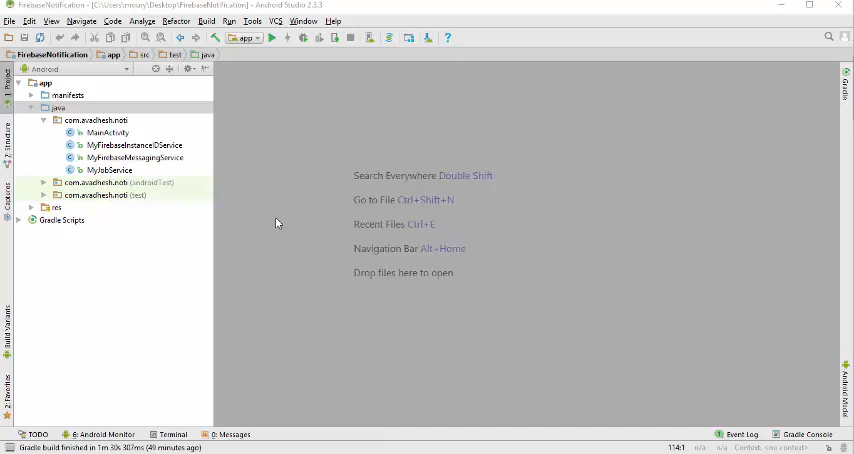 FirebaseNotification - [C:\Users\moury\Desktop\FirebaseNotification] - Android Studio 2.3.3
File Edit View Navigate Code Analyze Refactor Build Run Tools VCS Window Help
app
FirebaseNotification app src test java
Android
1: Project
Z: Structure
Captures
Build Variants
2: Favorites
app
manifests
java
com.avadhesh.noti
MainActivity
MyFirebaseInstanceIDService
MyFirebaseMessagingService
MyJobService
com.avadhesh.noti (androidTest)
com.avadhesh.noti (test)
res
Gradle Scripts
Search Everywhere Double Shift
Go to File Ctrl+Shift+N
Recent Files Ctrl+E
Navigation Bar Alt+Home
Drop files here to open
Gradle
Android Model
TODO 6: Android Monitor Terminal 0: Messages 1 Event Log Gradle Console
Gradle build finished in 1m 30s 307ms (49 minutes ago) 114:1 n/a n/a Context: <no context>